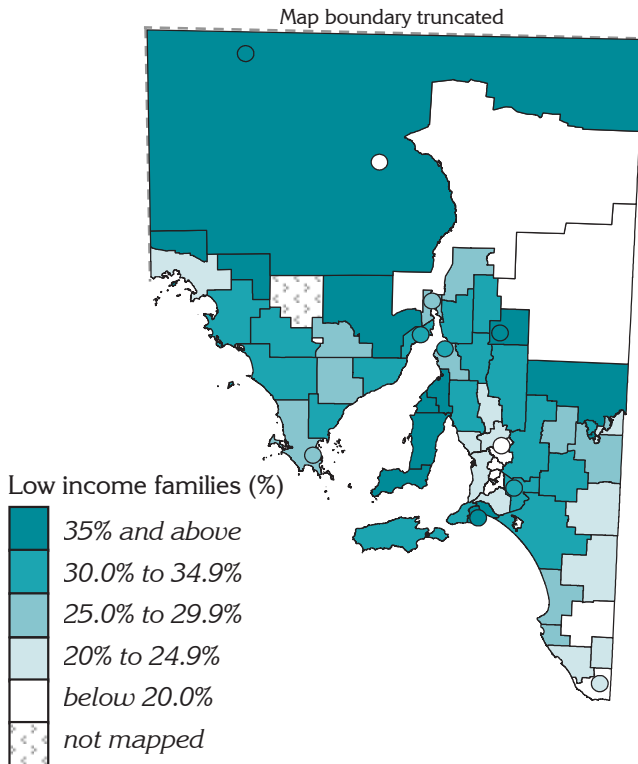 Map boundary truncated
Low income families (%)
35% and above
30.0% to 34.9%
25.0% to 29.9%
20% to 24.9%
below 20.0%
not mapped